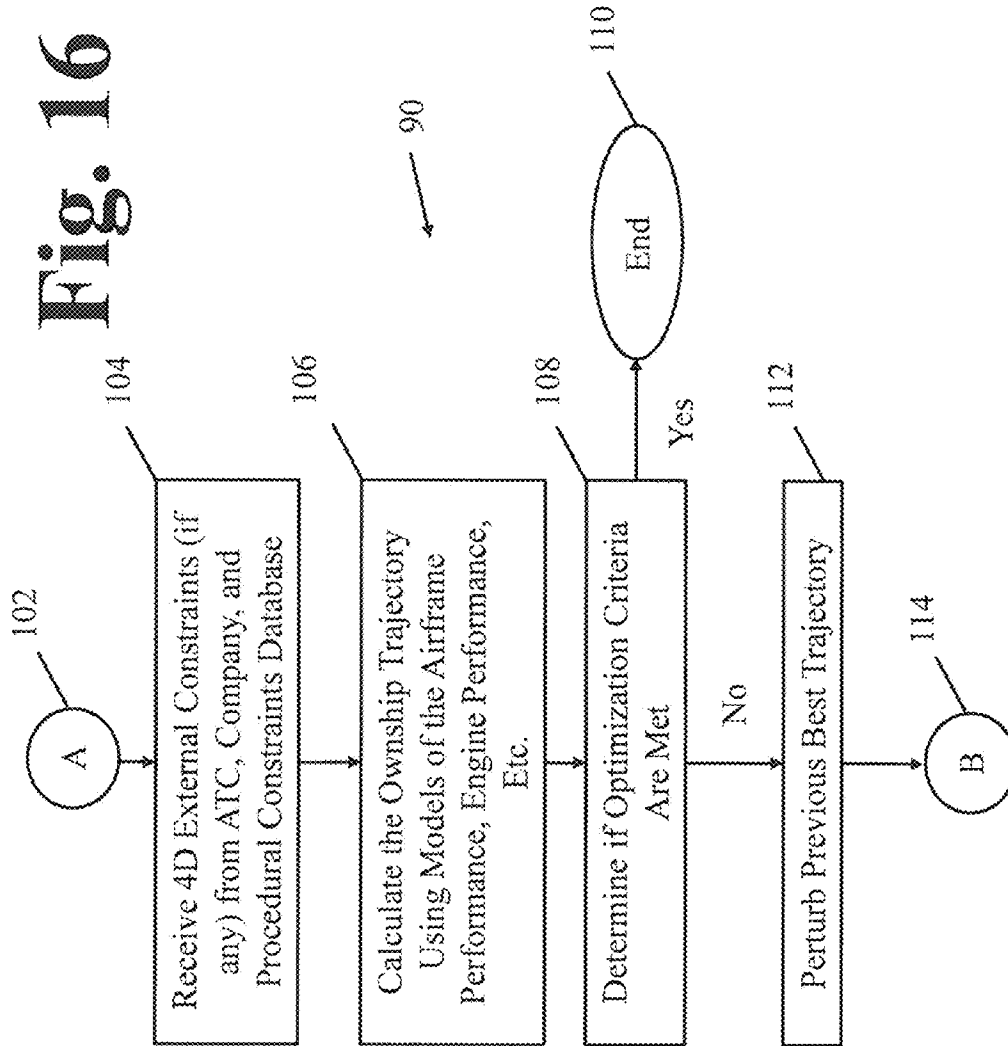 Fig. 16
90
102
A
104
Receive 4D External Constraints (if
any) from ATC, Company, and
Procedural Constraints Database
106
Calculate the Ownship Trajectory
Using Models of the Airframe
Performance, Engine Performance,
Etc.
108
Determine if Optimization Criteria
Are Met
Yes
110
End
No
112
Perturb Previous Best Trajectory
114
B